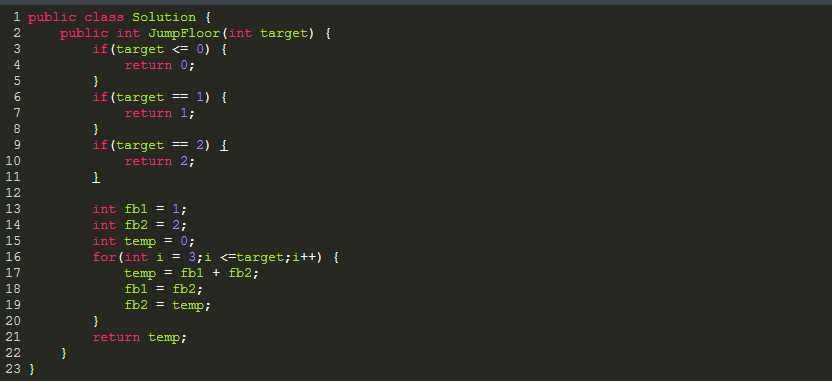 1 public class Solution {
2     public int JumpFloor(int target) {
3         if(target <= 0) {
4             return 0;
5         }
6         if(target == 1) {
7             return 1;
8         }
9         if(target == 2) {
10             return 2;
11         }
12
13         int fb1 = 1;
14         int fb2 = 2;
15         int temp = 0;
16         for(int i = 3;i <=target;i++) {
17             temp = fb1 + fb2;
18             fb1 = fb2;
19             fb2 = temp;
20         }
21         return temp;
22     }
23 }